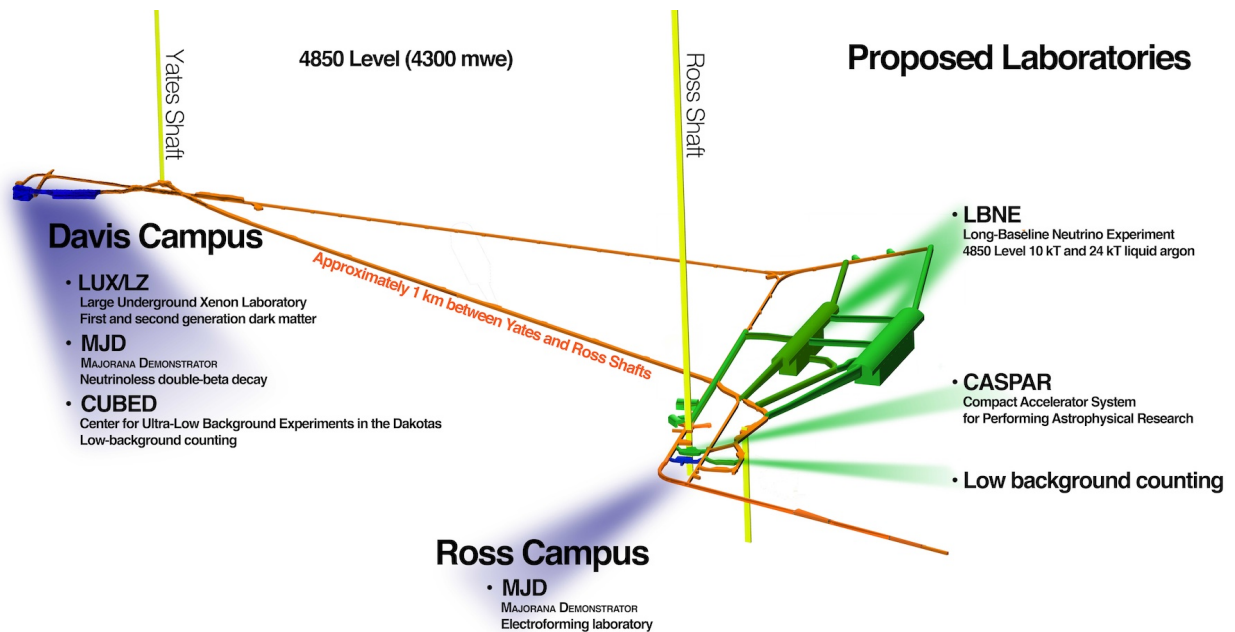 Yates Shaft
4850 Level (4300 mwe)
Ross Shaft
Proposed Laboratories
Davis Campus
• LUX/LZ
Large Underground Xenon Laboratory
First and second generation dark matter
• MJD
MAJORANA DEMONSTRATOR
Neutrinoless double-beta decay
• CUBED
Center for Ultra-Low Background Experiments in the Dakotas
Low-background counting
Approximately 1 km between Yates and Ross Shafts
• LBNE
Long-Baseline Neutrino Experiment
4850 Level 10 kT and 24 kT liquid argon
• CASPAR
Compact Accelerator System
for Performing Astrophysical Research
• Low background counting
Ross Campus
• MJD
MAJORANA DEMONSTRATOR
Electroforming laboratory